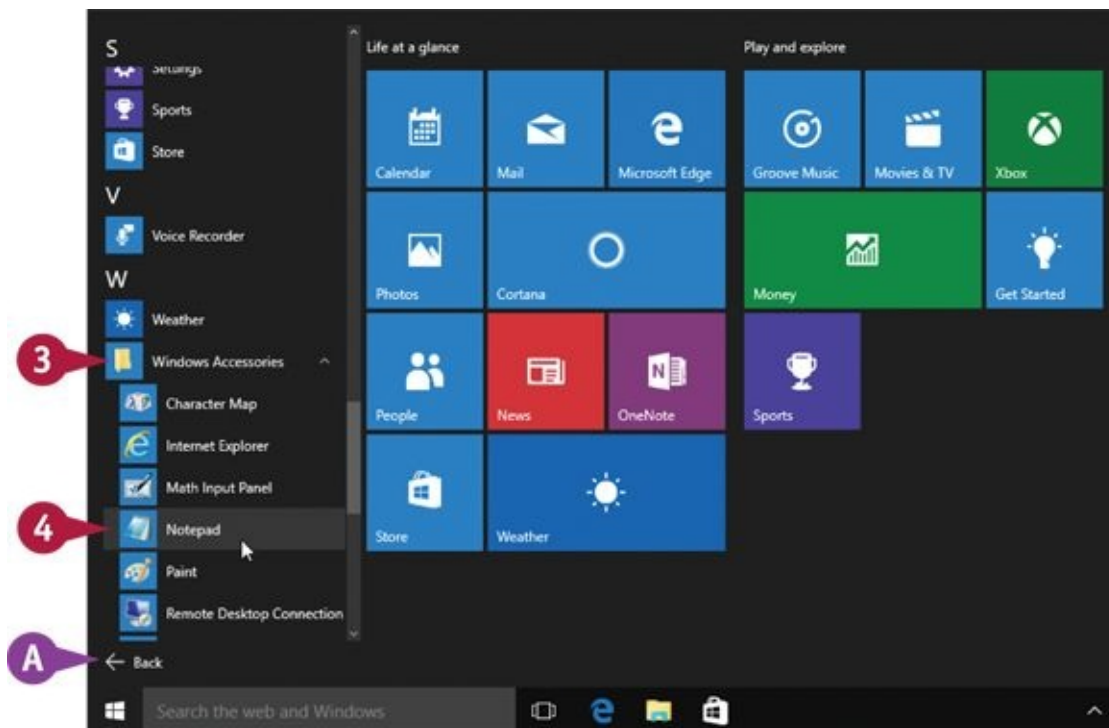 S
Settings
Sports
Store
V
Voice Recorder
W
Weather
3
Windows Accessories
Character Map
Internet Explorer
Math Input Panel
4
Notepad
Paint
Remote Desktop Connection
A
Back
Life at a glance
Calendar
Mail
Microsoft Edge
Photos
Cortana
People
News
N
OneNote
Store
Weather
Play and explore
Groove Music
Movies & TV
Xbox
Money
Get Started
Sports
Search the web and Windows